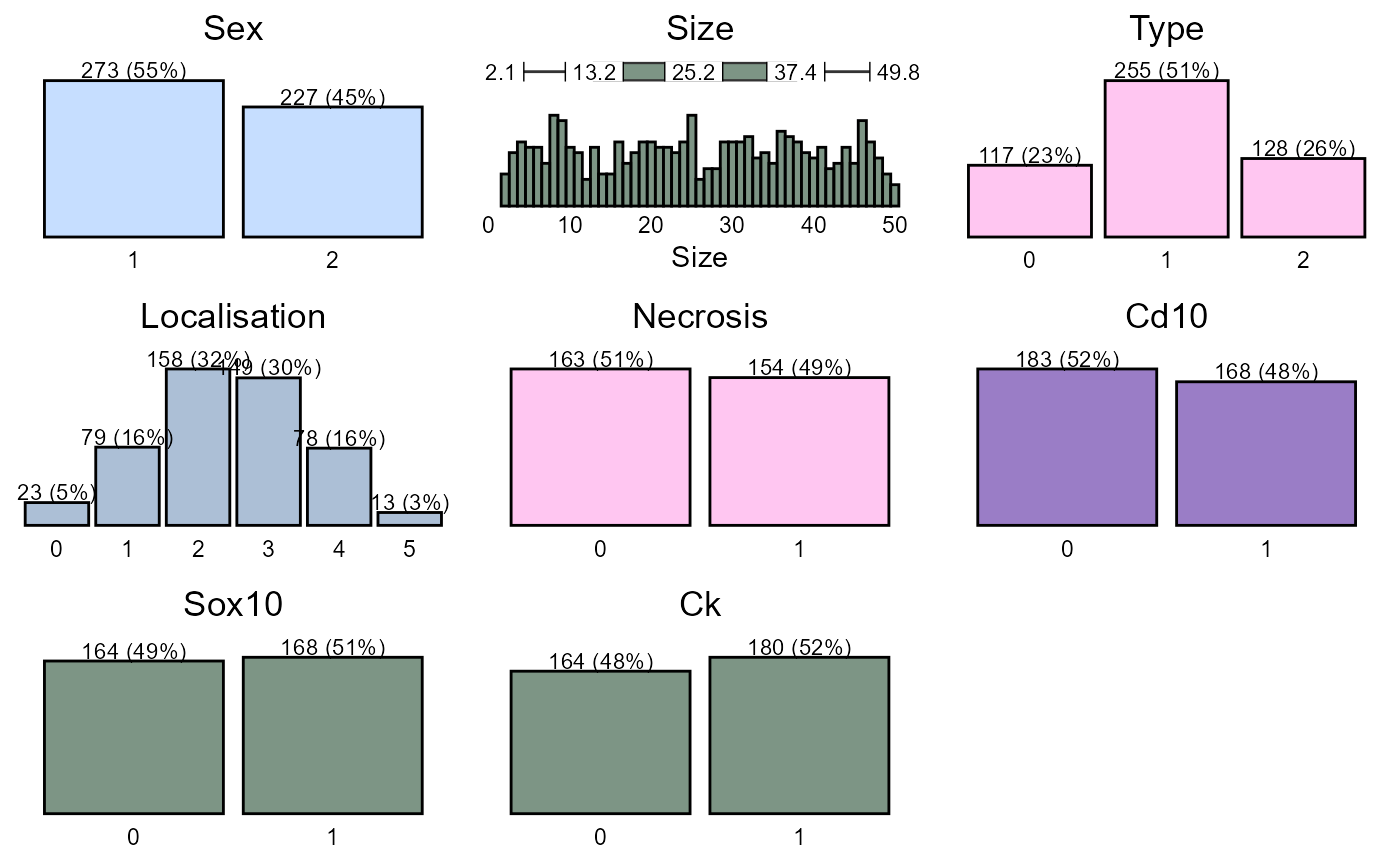 Sex
273 (55%)
227 (45%)
1 2
Size
2.1 13.2 25.2 37.4 49.8
0 10 20 30 40 50
Size
Type
117 (23%)
255 (51%)
128 (26%)
0 1 2
Localisation
23 (5%)
79 (16%)
158 (32%)
149 (30%)
78 (16%)
13 (3%)
0 1 2 3 4 5
Necrosis
163 (51%)
154 (49%)
0 1
Cd10
183 (52%)
168 (48%)
0 1
Sox10
164 (49%)
168 (51%)
0 1
Ck
164 (48%)
180 (52%)
0 1